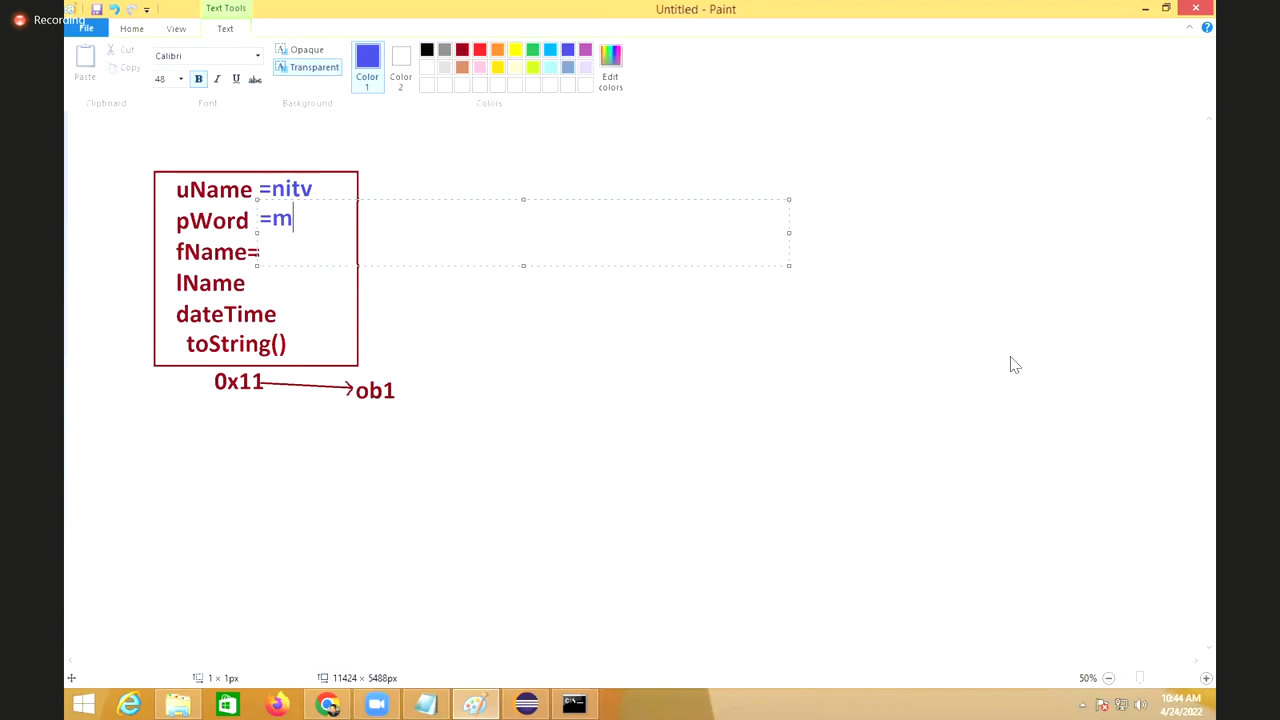 Recording
Text Tools
Untitled - Paint
File Home View Text
Paste
Cut
Copy
Clipboard
Calibri
48 B I U abc
Font
Opaque
Transparent
Background
Color 1
Color 2
Edit colors
Colors
uName =nitv
pWord =m
fName=
lName
dateTime
toString()
0x11
ob1
1 × 1px
11424 × 5488px
50%
10:44 AM
4/24/2022